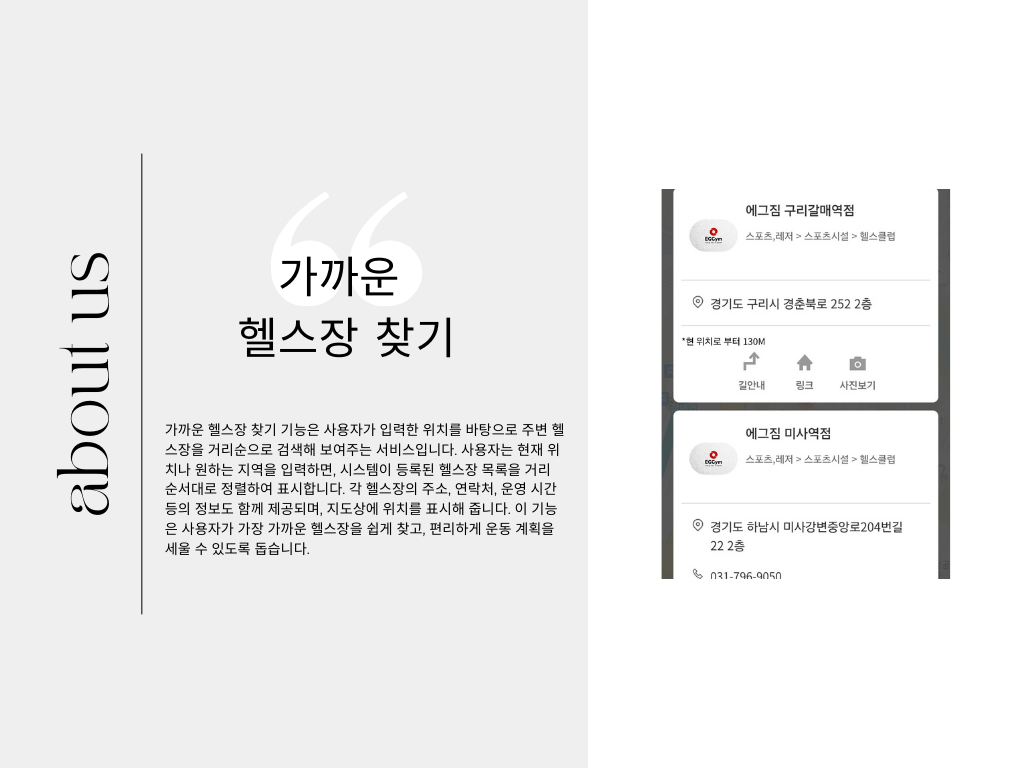 about us
가까운
헬스장 찾기
가까운 헬스장 찾기 기능은 사용자가 입력한 위치를 바탕으로 주변 헬
스장을 거리순으로 검색해 보여주는 서비스입니다. 사용자는 현재 위
치나 원하는 지역을 입력하면, 시스템이 등록된 헬스장 목록을 거리
순서대로 정렬하여 표시합니다. 각 헬스장의 주소, 연락처, 운영 시간
등의 정보도 함께 제공되며, 지도상에 위치를 표시해 줍니다. 이 기능
은 사용자가 가장 가까운 헬스장을 쉽게 찾고, 편리하게 운동 계획을
세울 수 있도록 돕습니다.
에그짐 구리갈매역점
EGGym
스포츠,레저 > 스포츠시설 > 헬스클럽
경기도 구리시 경춘북로 252 2층
*현 위치로 부터 130M
길안내 링크 사진보기
에그짐 미사역점
EGGym
스포츠,레저 > 스포츠시설 > 헬스클럽
경기도 하남시 미사강변중앙로204번길
22 2층
031-796-9050